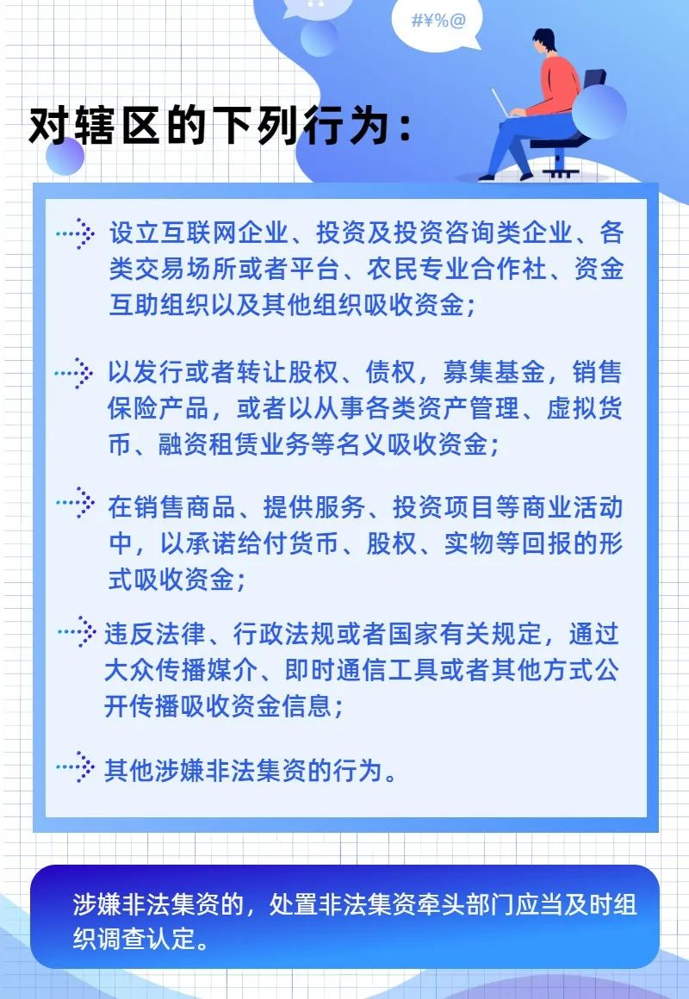 #¥%@
对辖区的下列行为：
设立互联网企业、投资及投资咨询类企业、各
类交易场所或者平台、农民专业合作社、资金
互助组织以及其他组织吸收资金；
以发行或者转让股权、债权，募集基金，销售
保险产品，或者以从事各类资产管理、虚拟货
币、融资租赁业务等名义吸收资金；
在销售商品、提供服务、投资项目等商业活动
中，以承诺给付货币、股权、实物等回报的形
式吸收资金；
违反法律、行政法规或者国家有关规定，通过
大众传播媒介、即时通信工具或者其他方式公
开传播吸收资金信息；
其他涉嫌非法集资的行为。
涉嫌非法集资的，处置非法集资牵头部门应当及时组
织调查认定。